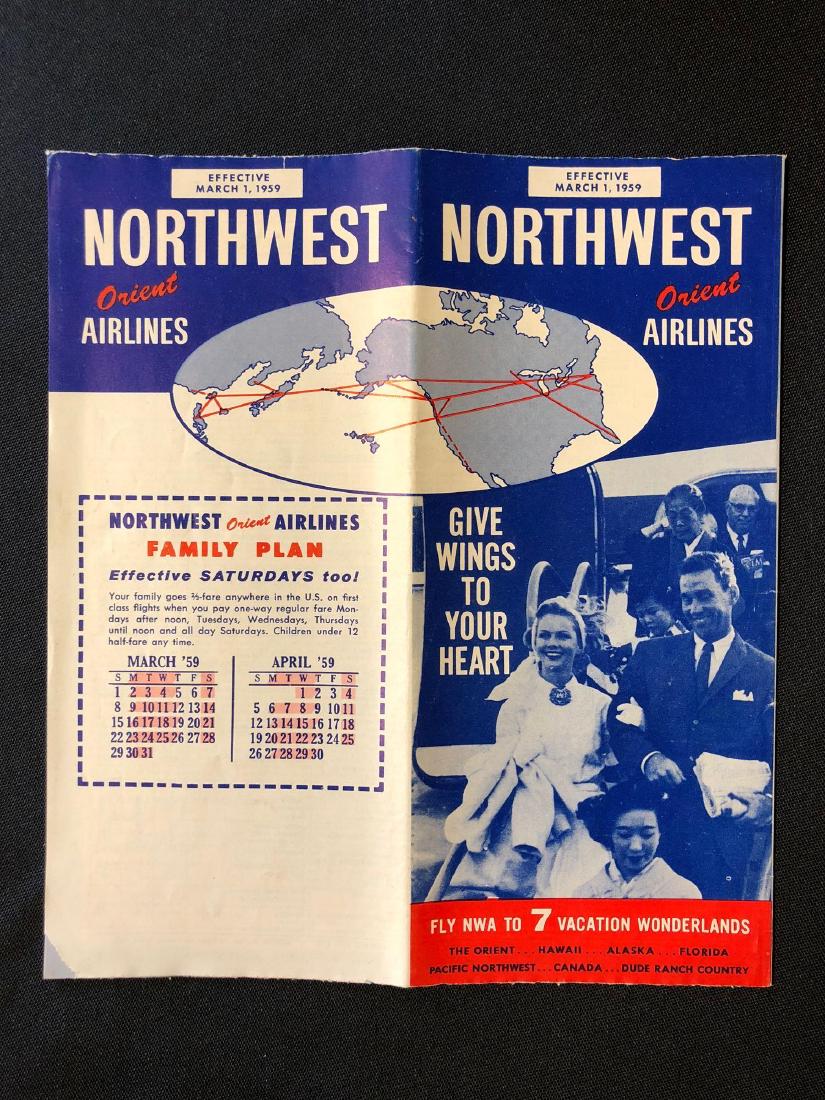 EFFECTIVE
MARCH 1, 1959
NORTHWEST
Orient
AIRLINES
NORTHWEST Orient AIRLINES
FAMILY PLAN
Effective SATURDAYS too!
Your family goes ⅔-fare anywhere in the U.S. on first
class flights when you pay one-way regular fare Mon-
days after noon, Tuesdays, Wednesdays, Thursdays
until noon and all day Saturdays. Children under 12
half-fare any time.
MARCH '59
S M T W T F S
1 2 3 4 5 6 7
8 9 10 11 12 13 14
15 16 17 18 19 20 21
22 23 24 25 26 27 28
29 30 31
APRIL '59
S M T W T F S
1 2 3 4
5 6 7 8 9 10 11
12 13 14 15 16 17 18
19 20 21 22 23 24 25
26 27 28 29 30
EFFECTIVE
MARCH 1, 1959
NORTHWEST
Orient
AIRLINES
GIVE
WINGS
TO
YOUR
HEART
FLY NWA TO 7 VACATION WONDERLANDS
THE ORIENT... HAWAII ... ALASKA ... FLORIDA
PACIFIC NORTHWEST... CANADA... DUDE RANCH COUNTRY